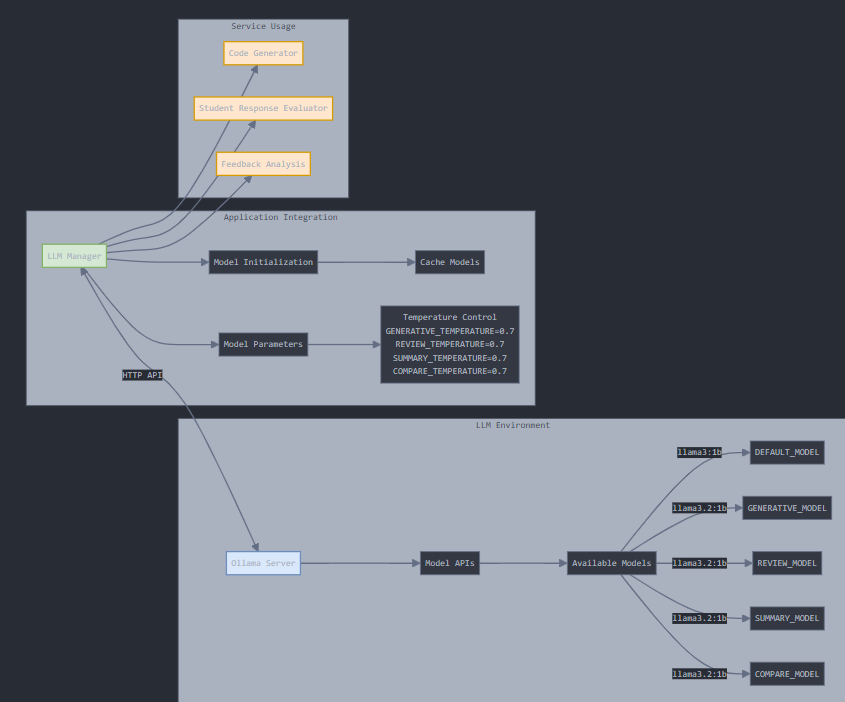 Service Usage
Code Generator
Student Response Evaluator
Feedback Analysis
Application Integration
LLM Manager
Model Initialization
Cache Models
Model Parameters
Temperature Control
GENERATIVE_TEMPERATURE=0.7
REVIEW_TEMPERATURE=0.7
SUMMARY_TEMPERATURE=0.7
COMPARE_TEMPERATURE=0.7
HTTP API
LLM Environment
llama3:1b
DEFAULT_MODEL
llama3.2:1b
GENERATIVE_MODEL
Ollama Server
Model APIs
Available Models
llama3.2:1b
REVIEW_MODEL
llama3.2:1b
SUMMARY_MODEL
llama3.2:1b
COMPARE_MODEL